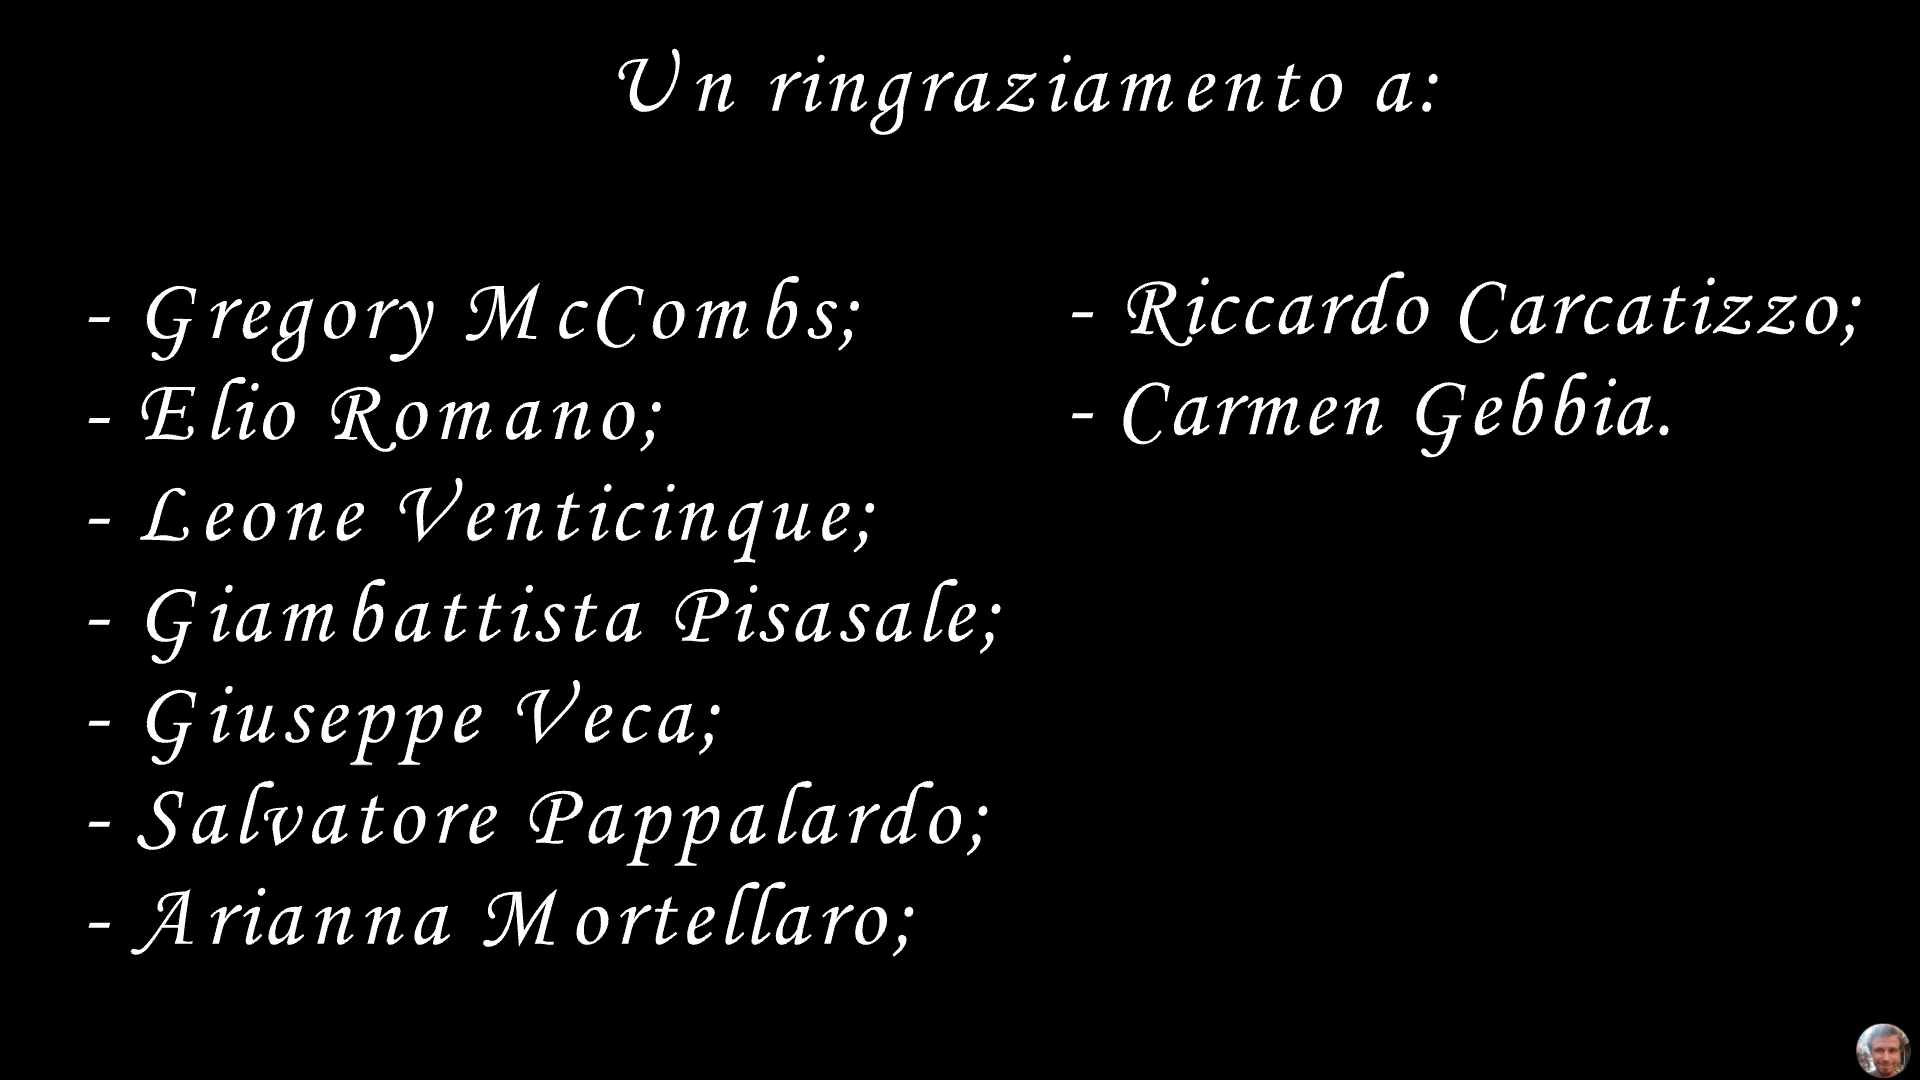 Un ringraziamento a:
- Gregory McCombs;
- Elio Romano;
- Leone Venticinque;
- Giambattista Pisasale;
- Giuseppe Veca;
- Salvatore Pappalardo;
- Arianna Mortellaro;
- Riccardo Carcatizzo;
- Carmen Gebbia.